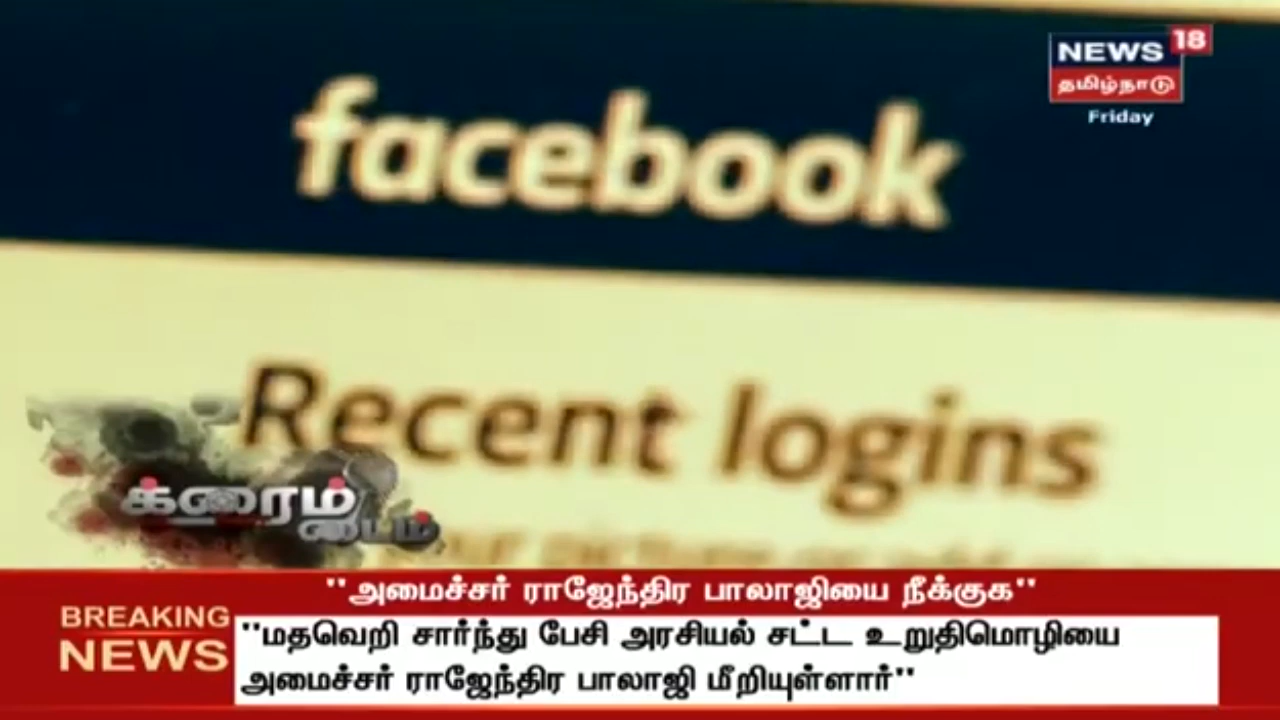 NEWS 18
தமிழ்நாடு
Friday
facebook
Recent logins
க்ரைம்
டைம்
"அமைச்சர் ராஜேந்திர பாலாஜியை நீக்குக"
BREAKING
NEWS
"மதவெறி சார்ந்து பேசி அரசியல் சட்ட உறுதிமொழியை
அமைச்சர் ராஜேந்திர பாலாஜி மீறியுள்ளார்"